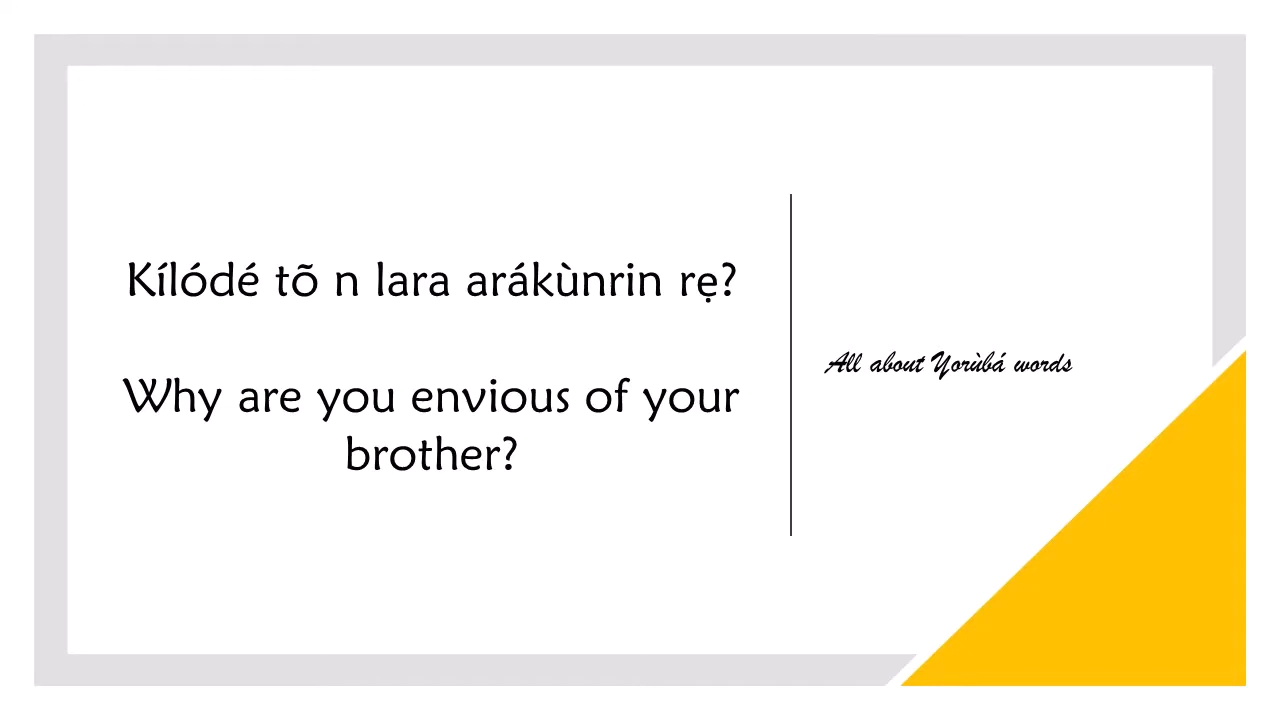 Kílódé tõ n lara arákùnrin rẹ?
Why are you envious of your
brother?
All about Yorùbá words